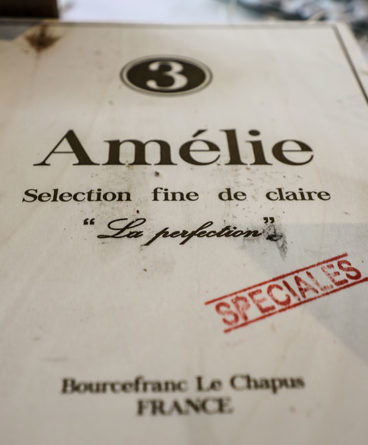 3
Amélie
Selection fine de claire
“La perfection”
SPECIALES
Bourcefranc Le Chapus
FRANCE